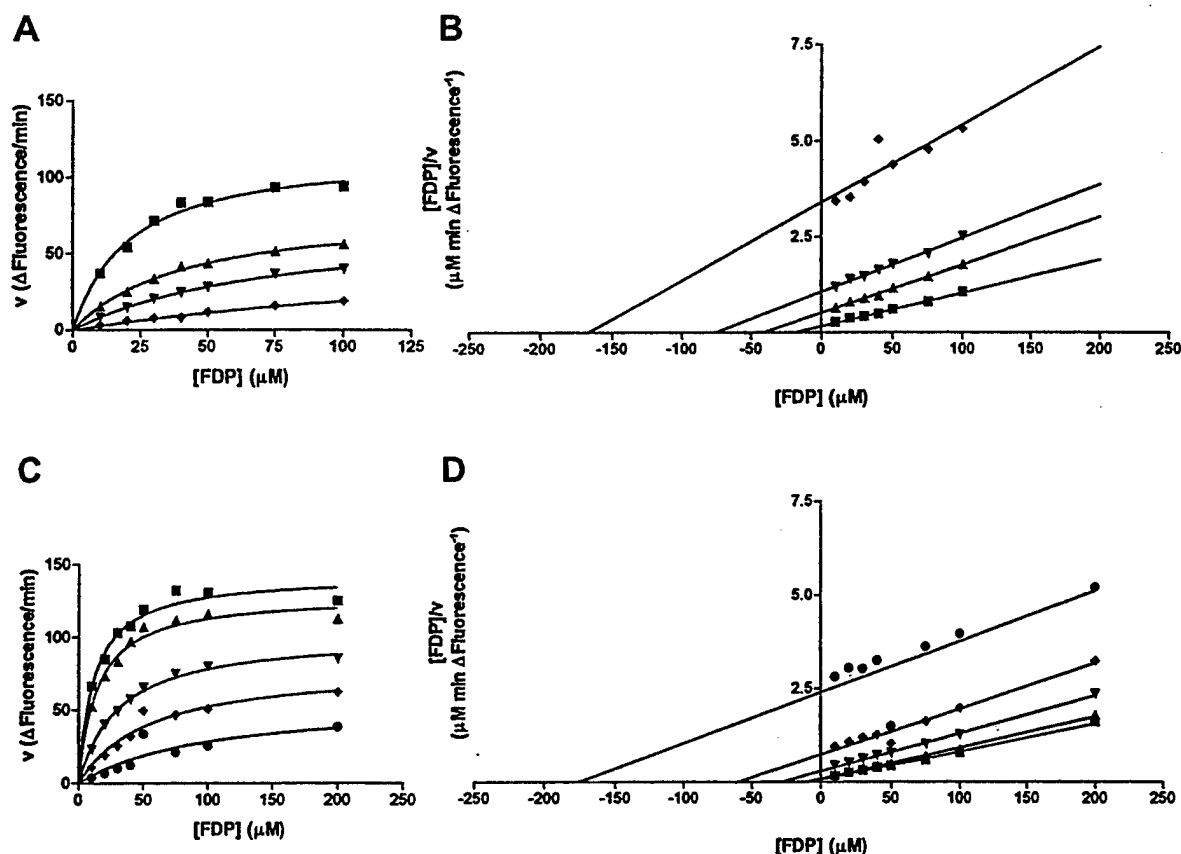 A
v (ΔFluorescence/min)
150
100
50
0
0 25 50 75 100 125
[FDP] (μM)
B
[FDP]/v
(μM min ΔFluorescence⁻¹)
7.5
5.0
2.5
-250 -200 -150 -100 -50 0 50 100 150 200 250
[FDP] (μM)
C
v (ΔFluorescence/min)
150
100
50
0
0 50 100 150 200 250
[FDP] (μM)
D
[FDP]/v
(μM min ΔFluorescence⁻¹)
7.5
5.0
2.5
-250 -200 -150 -100 -50 0 50 100 150 200 250
[FDP] (μM)